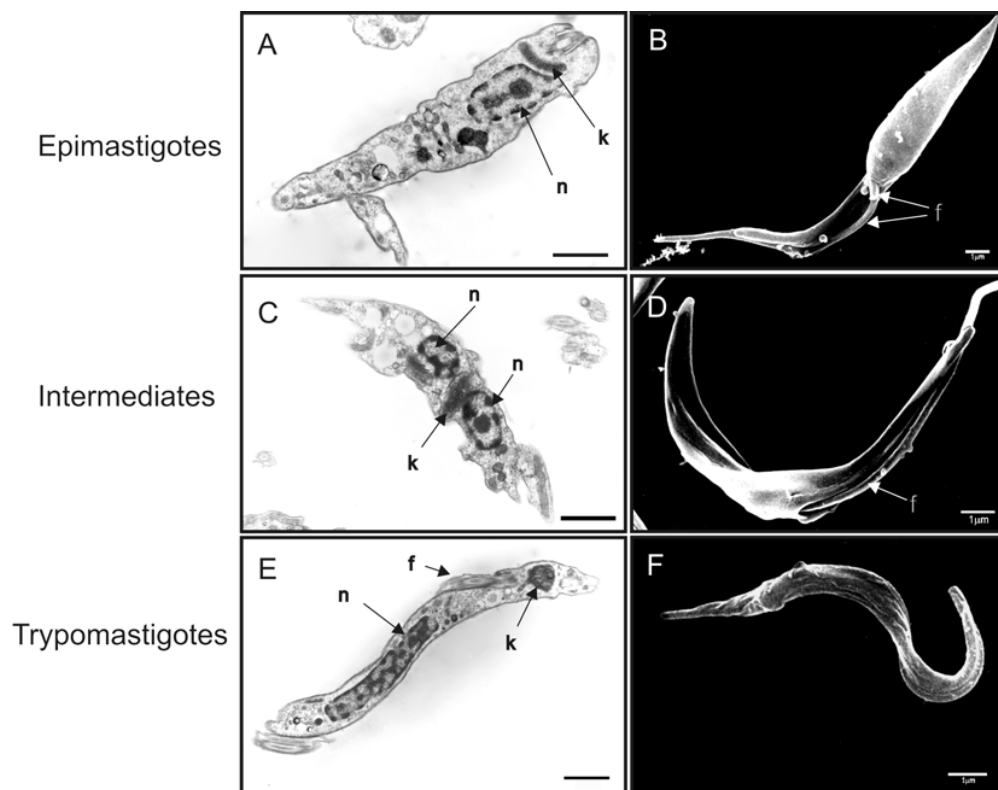 Epimastigotes
A
k
n
B
f
1µm
Intermediates
C
n
n
k
D
f
1µm
Trypomastigotes
E
f
n
k
F
1µm